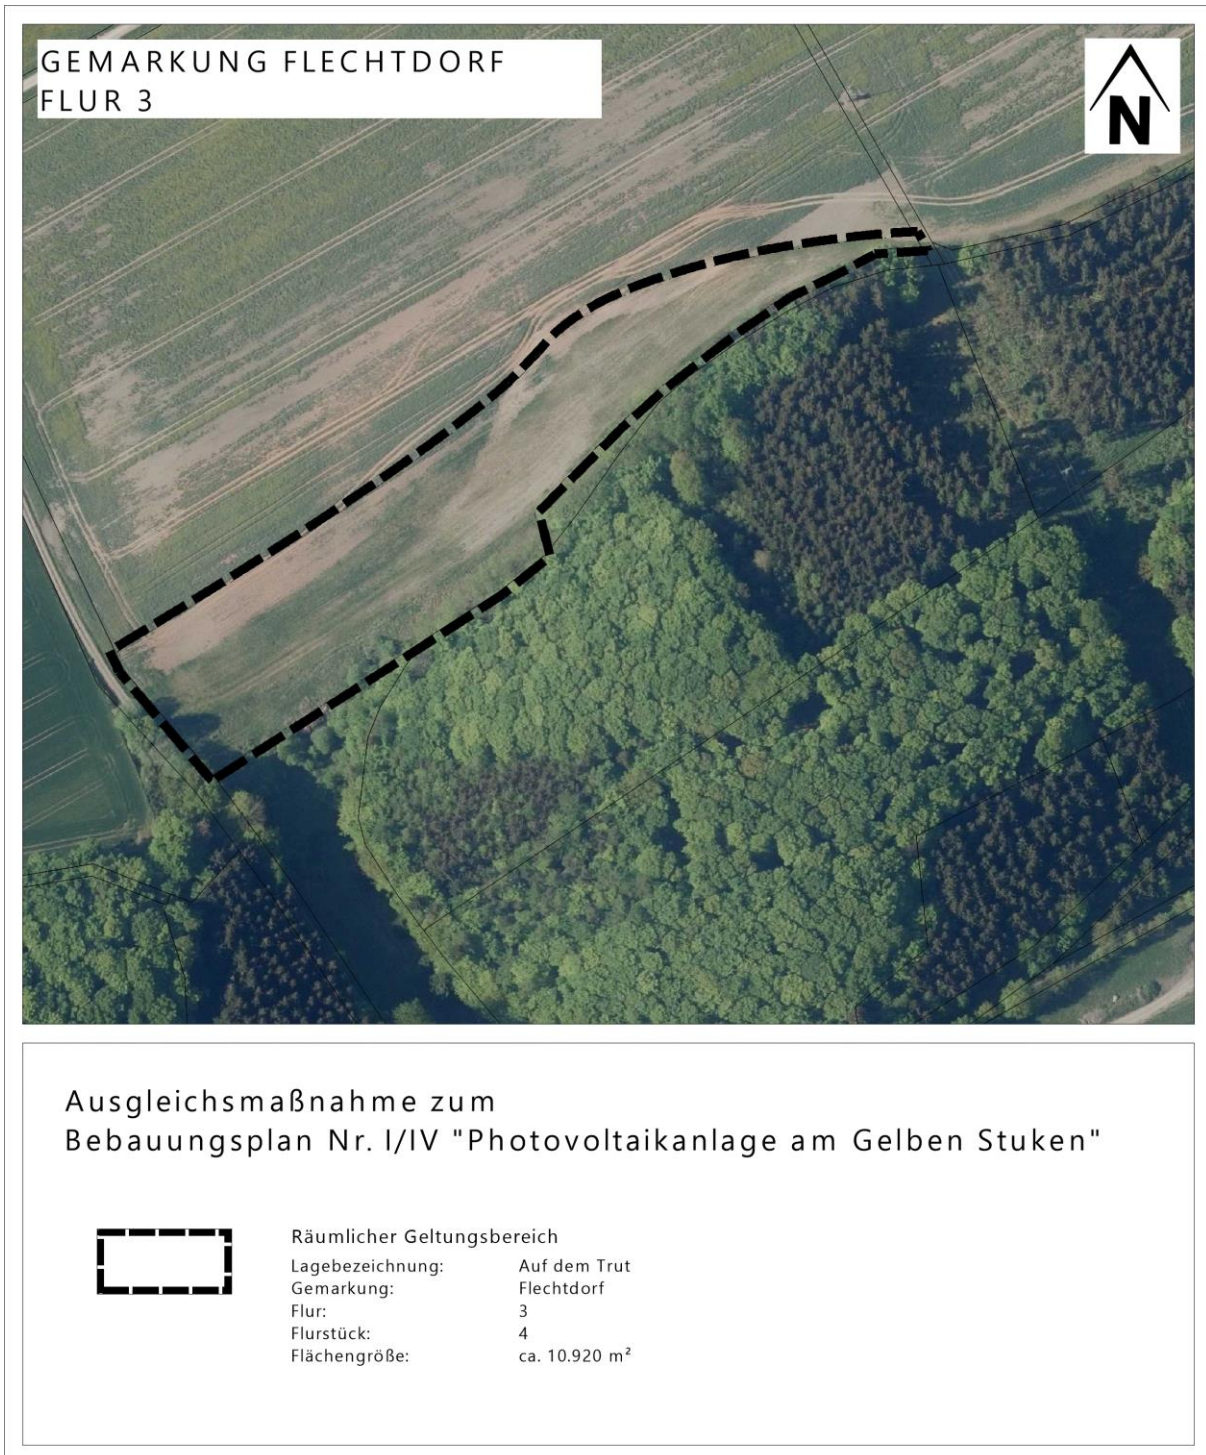 GEMARKUNG FLECHTDORF
FLUR 3
N
Ausgleichsmaßnahme zum
Bebauungsplan Nr. I/IV "Photovoltaikanlage am Gelben Stuken"
Räumlicher Geltungsbereich
Lagebezeichnung: Auf dem Trut
Gemarkung: Flechtdorf
Flur: 3
Flurstück: 4
Flächengröße: ca. 10.920 m²